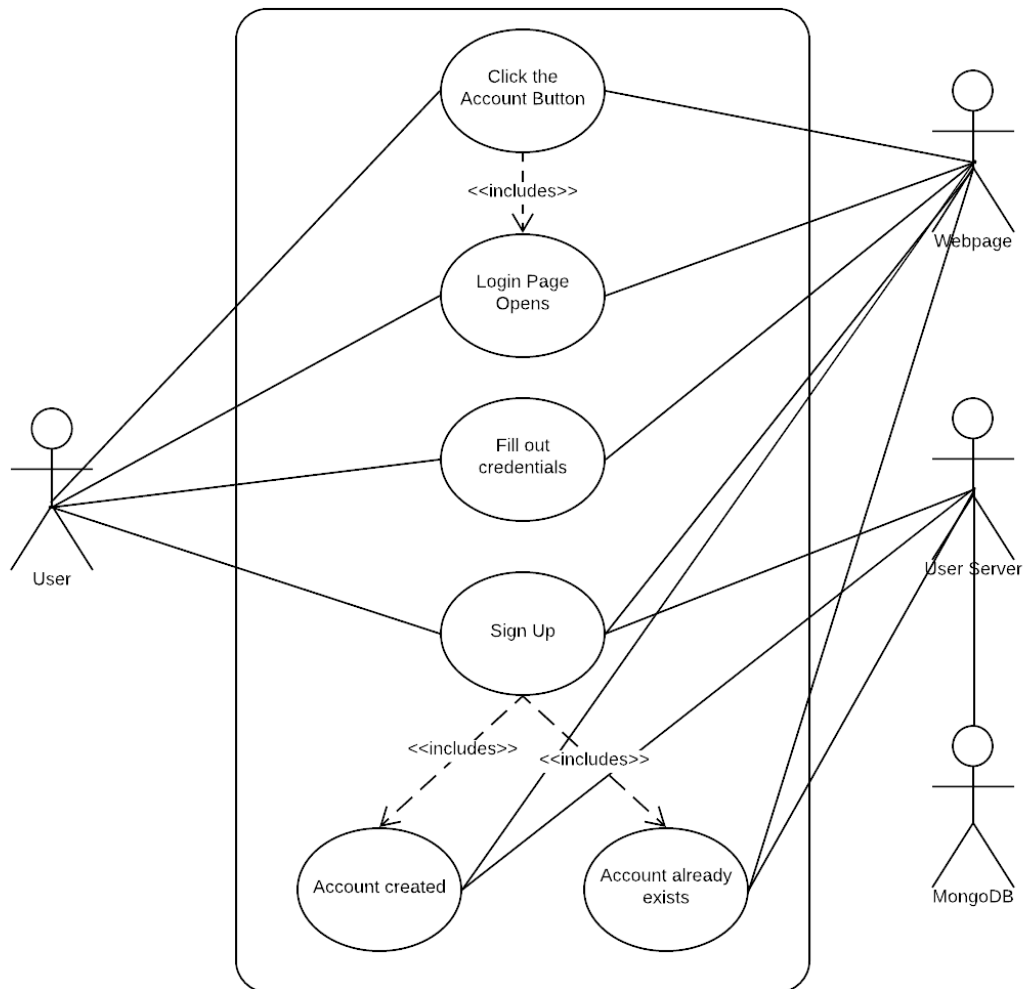 Click the
Account Button
<<includes>>
Webpage
Login Page
Opens
Fill out
credentials
User
User Server
Sign Up
<<includes>>
<<includes>>
Account created
Account already
exists
MongoDB